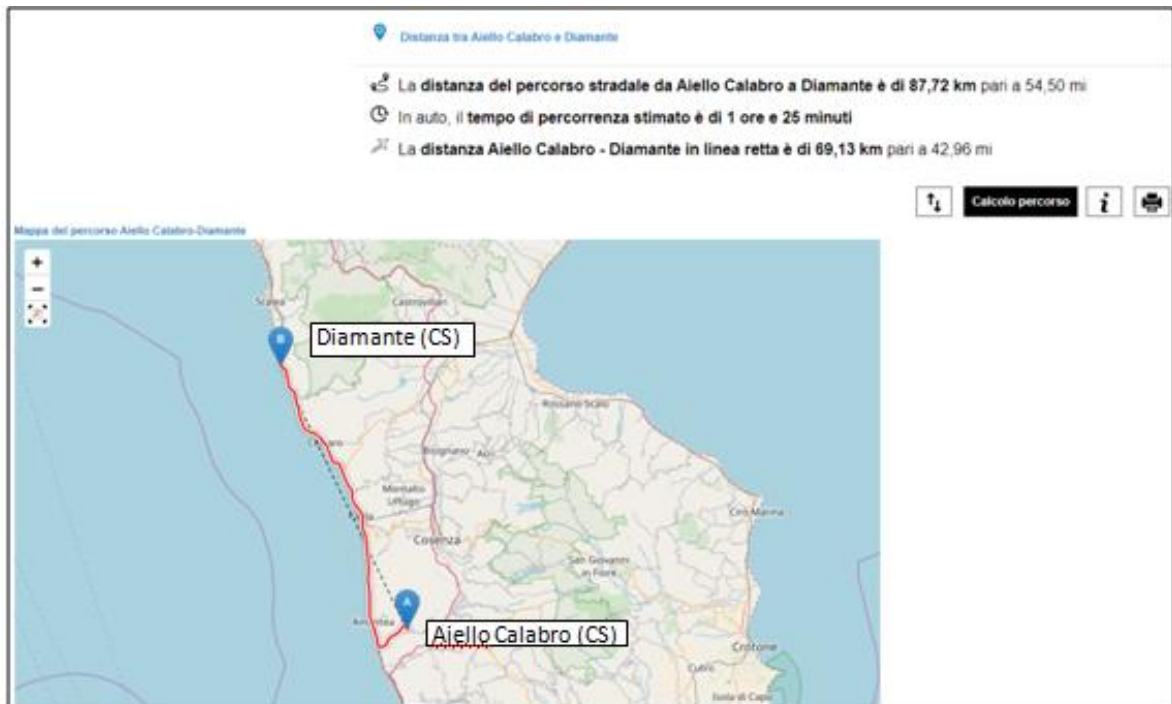 Distanza tra Aiello Calabro e Diamante
La distanza del percorso stradale da Aiello Calabro a Diamante è di 87,72 km pari a 54,50 mi
In auto, il tempo di percorrenza stimato è di 1 ore e 25 minuti
La distanza Aiello Calabro - Diamante in linea retta è di 69,13 km pari a 42,96 mi
Calcolo percorso
i
Mappa del percorso Aiello Calabro-Diamante
+
−
Scalea
Castrovillari
B
Diamante (CS)
Rossano Scalo
Bisignano
Montalto
Uffugo
Cirò Marina
Cosenza
San Giovanni
in Fiore
A
Aiello Calabro (CS)
Crotone
Cutro
Isola di Capo